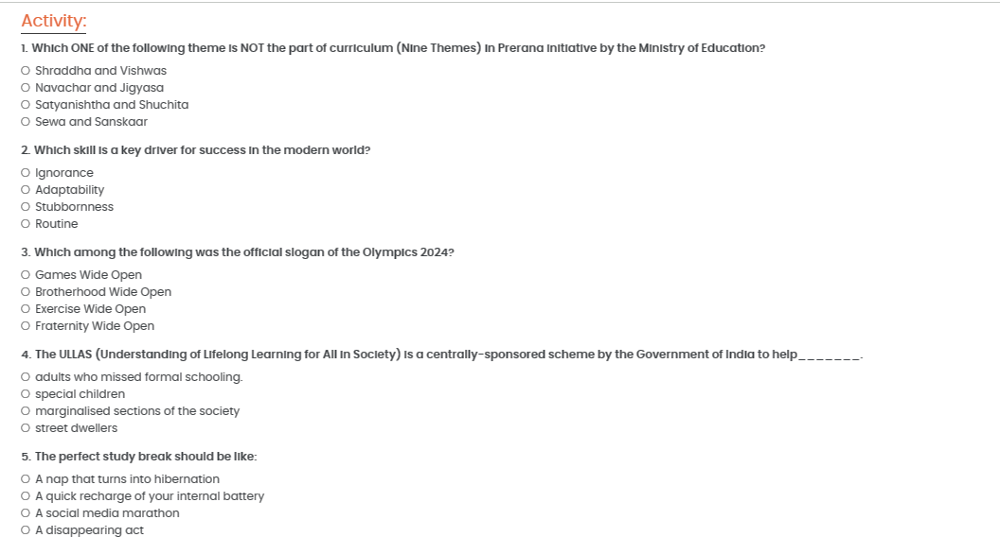 Activity:
1. Which ONE of the following theme is NOT the part of curriculum (Nine Themes) in Prerana Initiative by the Ministry of Education?
Shraddha and Vishwas
Navachar and Jigyasa
Satyanishtha and Shuchita
Sewa and Sanskaar
2. Which skill is a key driver for success in the modern world?
Ignorance
Adaptability
Stubbornness
Routine
3. Which among the following was the official slogan of the Olympics 2024?
Games Wide Open
Brotherhood Wide Open
Exercise Wide Open
Fraternity Wide Open
4. The ULLAS (Understanding of Lifelong Learning for All in Society) is a centrally-sponsored scheme by the Government of India to help_______.
adults who missed formal schooling.
special children
marginalised sections of the society
street dwellers
5. The perfect study break should be like:
A nap that turns into hibernation
A quick recharge of your internal battery
A social media marathon
A disappearing act